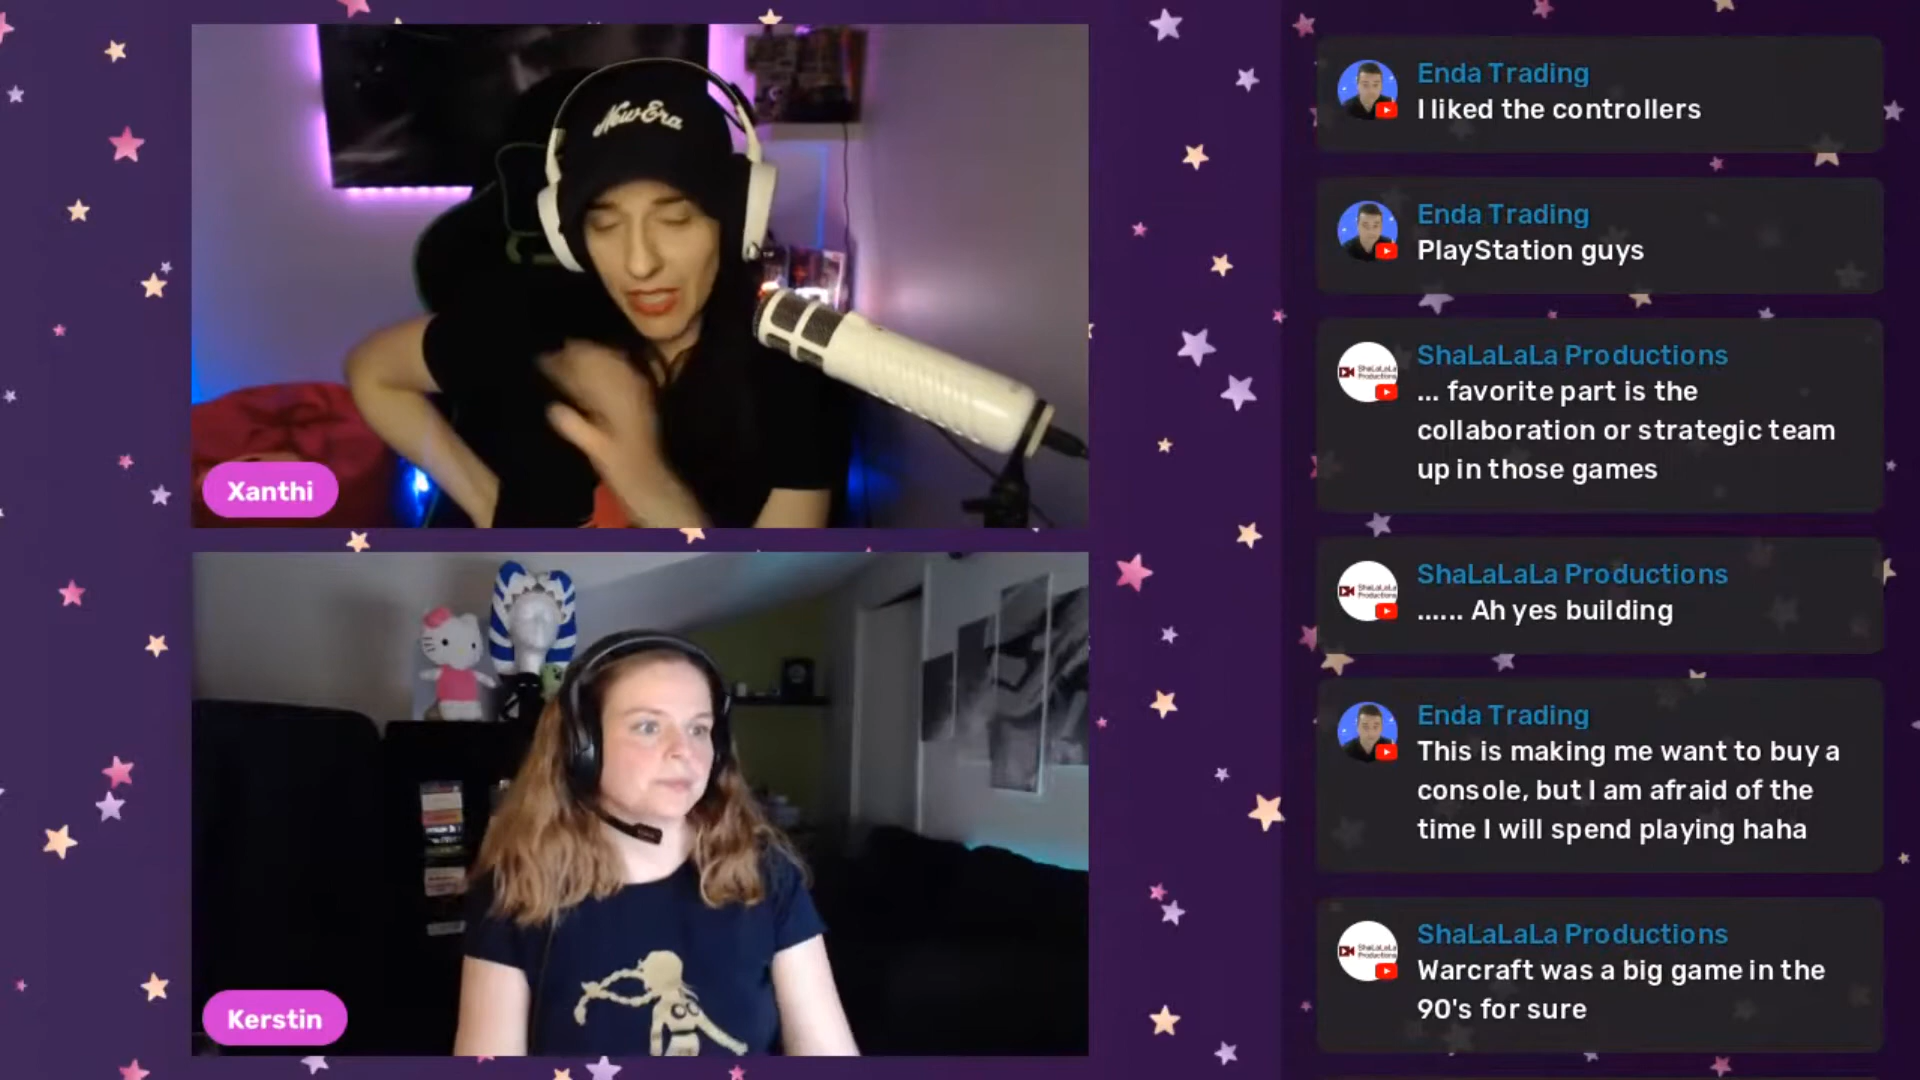 New Era
Xanthi
Kerstin
Enda Trading
I liked the controllers
Enda Trading
PlayStation guys
ShaLaLaLa Productions
... favorite part is the
collaboration or strategic team
up in those games
ShaLaLaLa Productions
...... Ah yes building
Enda Trading
This is making me want to buy a
console, but I am afraid of the
time I will spend playing haha
ShaLaLaLa Productions
Warcraft was a big game in the
90's for sure